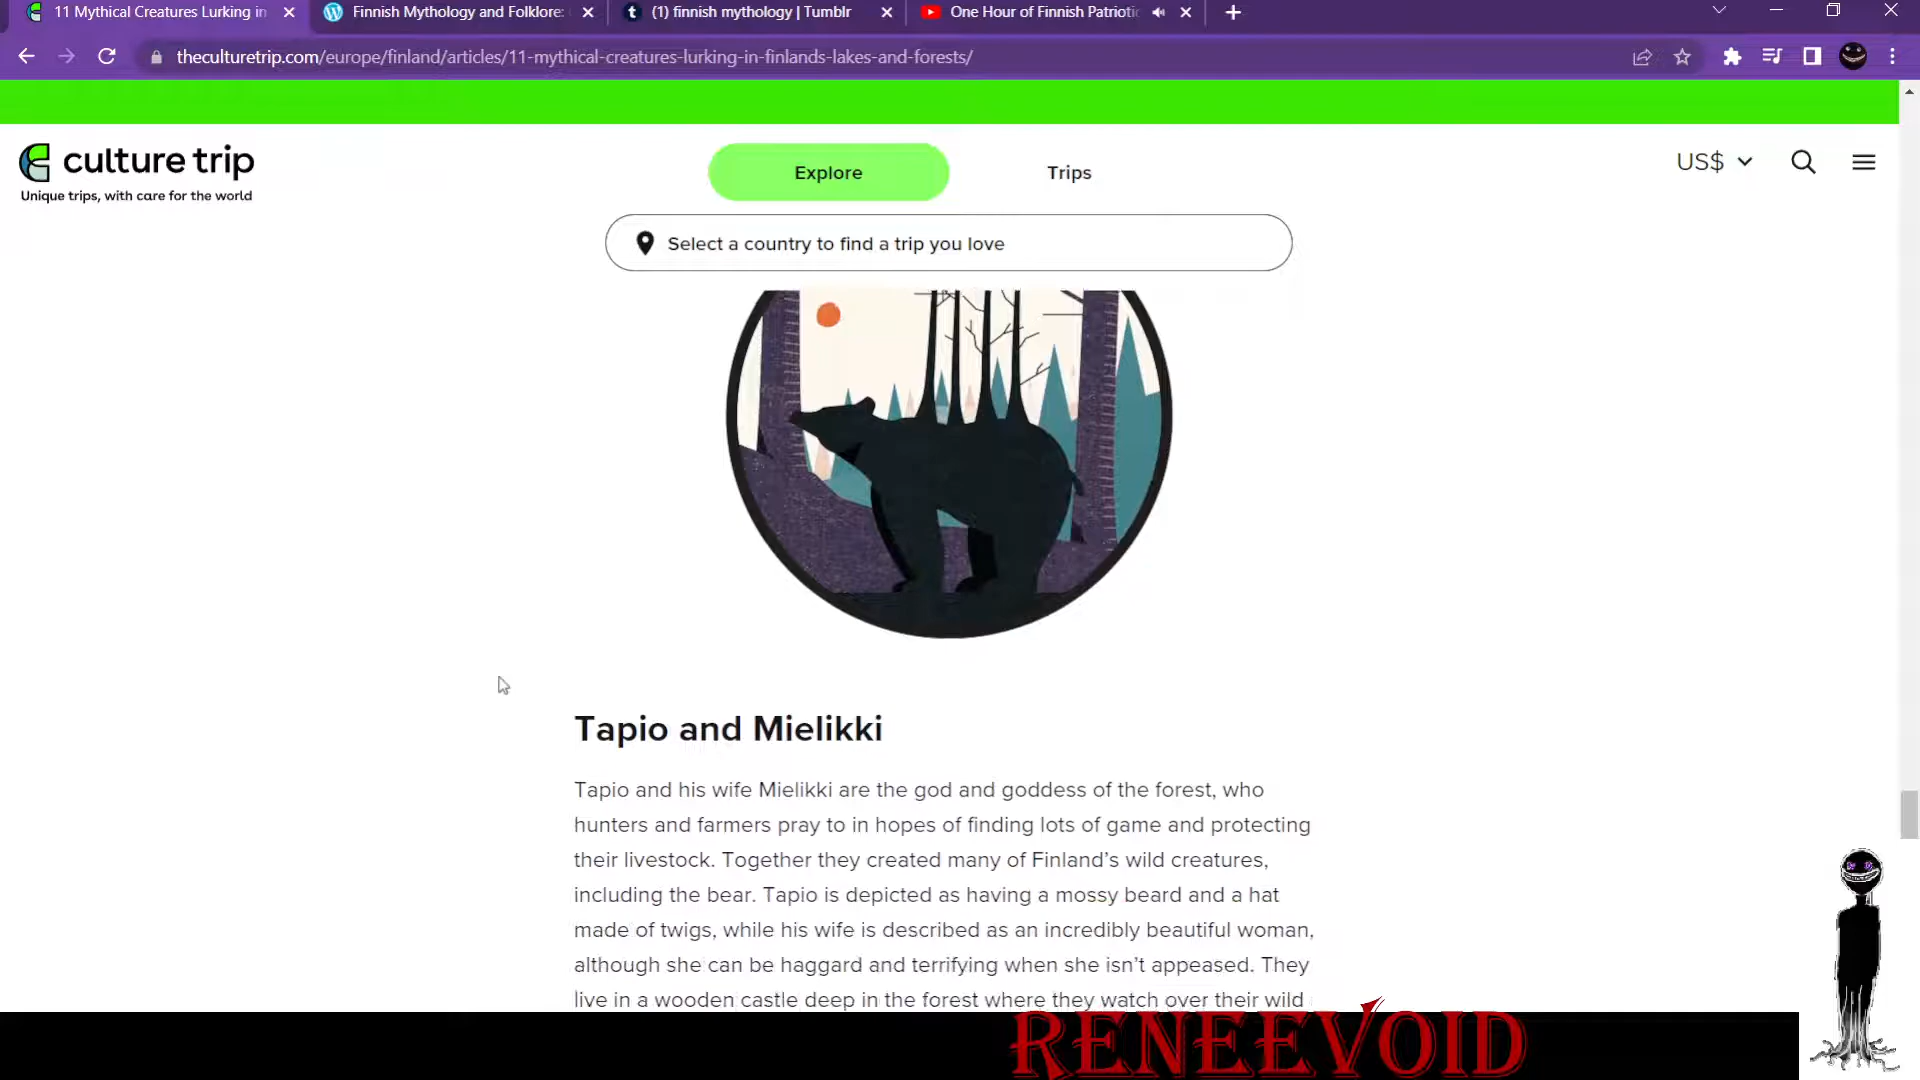 11 Mythical Creatures Lurking in
Finnish Mythology and Folklore:
(1) finnish mythology | Tumblr
One Hour of Finnish Patriotic
theculturetrip.com/europe/finland/articles/11-mythical-creatures-lurking-in-finlands-lakes-and-forests/
culture trip
Unique trips, with care for the world
Explore
Trips
US$
Select a country to find a trip you love
Tapio and Mielikki
Tapio and his wife Mielikki are the god and goddess of the forest, who
hunters and farmers pray to in hopes of finding lots of game and protecting
their livestock. Together they created many of Finland’s wild creatures,
including the bear. Tapio is depicted as having a mossy beard and a hat
made of twigs, while his wife is described as an incredibly beautiful woman,
although she can be haggard and terrifying when she isn’t appeased. They
live in a wooden castle deep in the forest where they watch over their wild
RENEEVOID